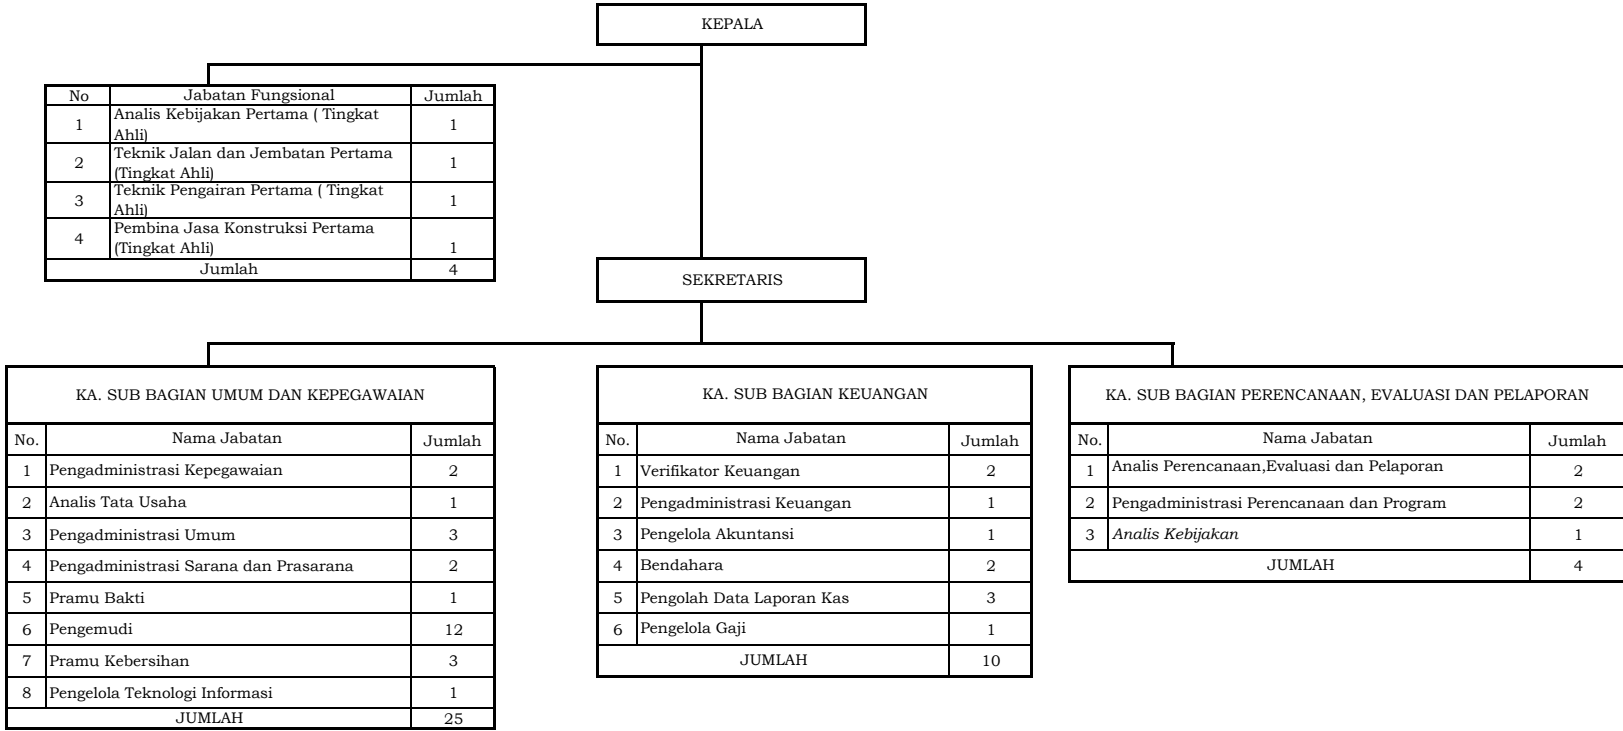 KEPALA
No Jabatan Fungsional Jumlah
1 Analis Kebijakan Pertama ( Tingkat
Ahli) 1
2 Teknik Jalan dan Jembatan Pertama
(Tingkat Ahli) 1
3 Teknik Pengairan Pertama ( Tingkat
Ahli) 1
4 Pembina Jasa Konstruksi Pertama
(Tingkat Ahli) 1
Jumlah 4
SEKRETARIS
KA. SUB BAGIAN UMUM DAN KEPEGAWAIAN
No. Nama Jabatan Jumlah
1 Pengadministrasi Kepegawaian 2
2 Analis Tata Usaha 1
3 Pengadministrasi Umum 3
4 Pengadministrasi Sarana dan Prasarana 2
5 Pramu Bakti 1
6 Pengemudi 12
7 Pramu Kebersihan 3
8 Pengelola Teknologi Informasi 1
JUMLAH 25
KA. SUB BAGIAN KEUANGAN
No. Nama Jabatan Jumlah
1 Verifikator Keuangan 2
2 Pengadministrasi Keuangan 1
3 Pengelola Akuntansi 1
4 Bendahara 2
5 Pengolah Data Laporan Kas 3
6 Pengelola Gaji 1
JUMLAH 10
KA. SUB BAGIAN PERENCANAAN, EVALUASI DAN PELAPORAN
No. Nama Jabatan Jumlah
1 Analis Perencanaan,Evaluasi dan Pelaporan 2
2 Pengadministrasi Perencanaan dan Program 2
3 Analis Kebijakan 1
JUMLAH 4